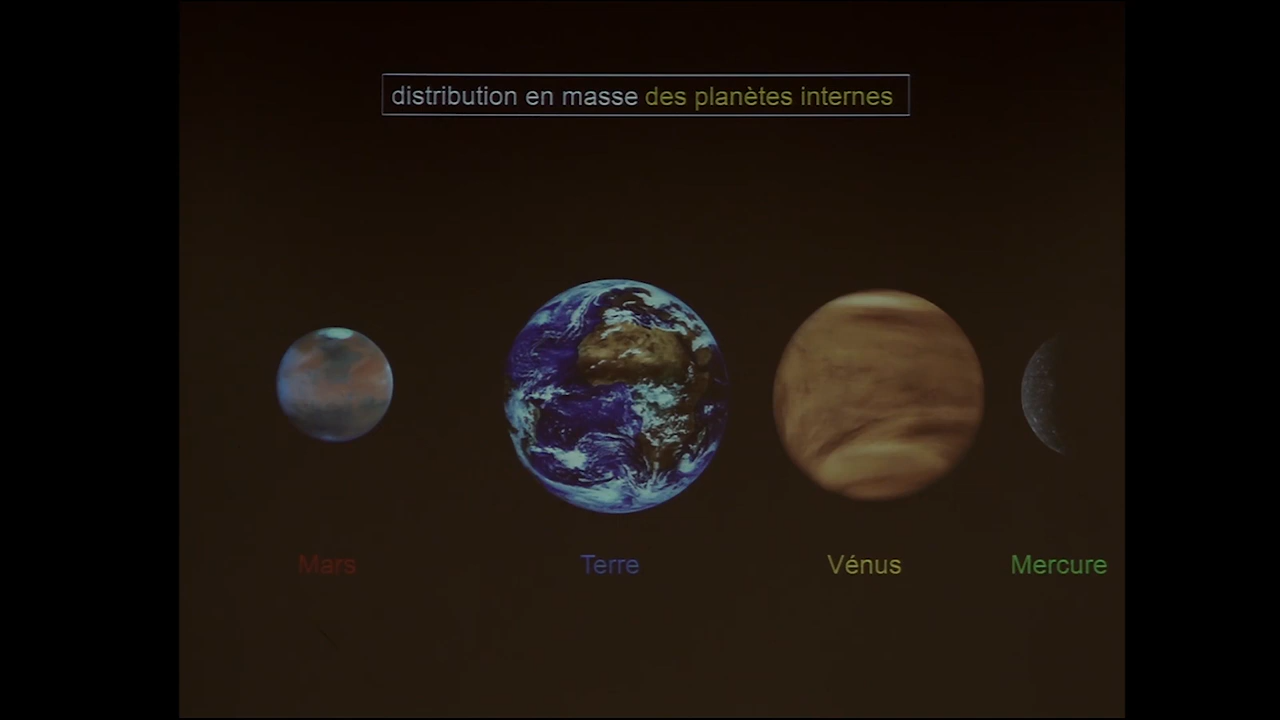 distribution en masse des planètes internes
Mars
Terre
Vénus
Mercure